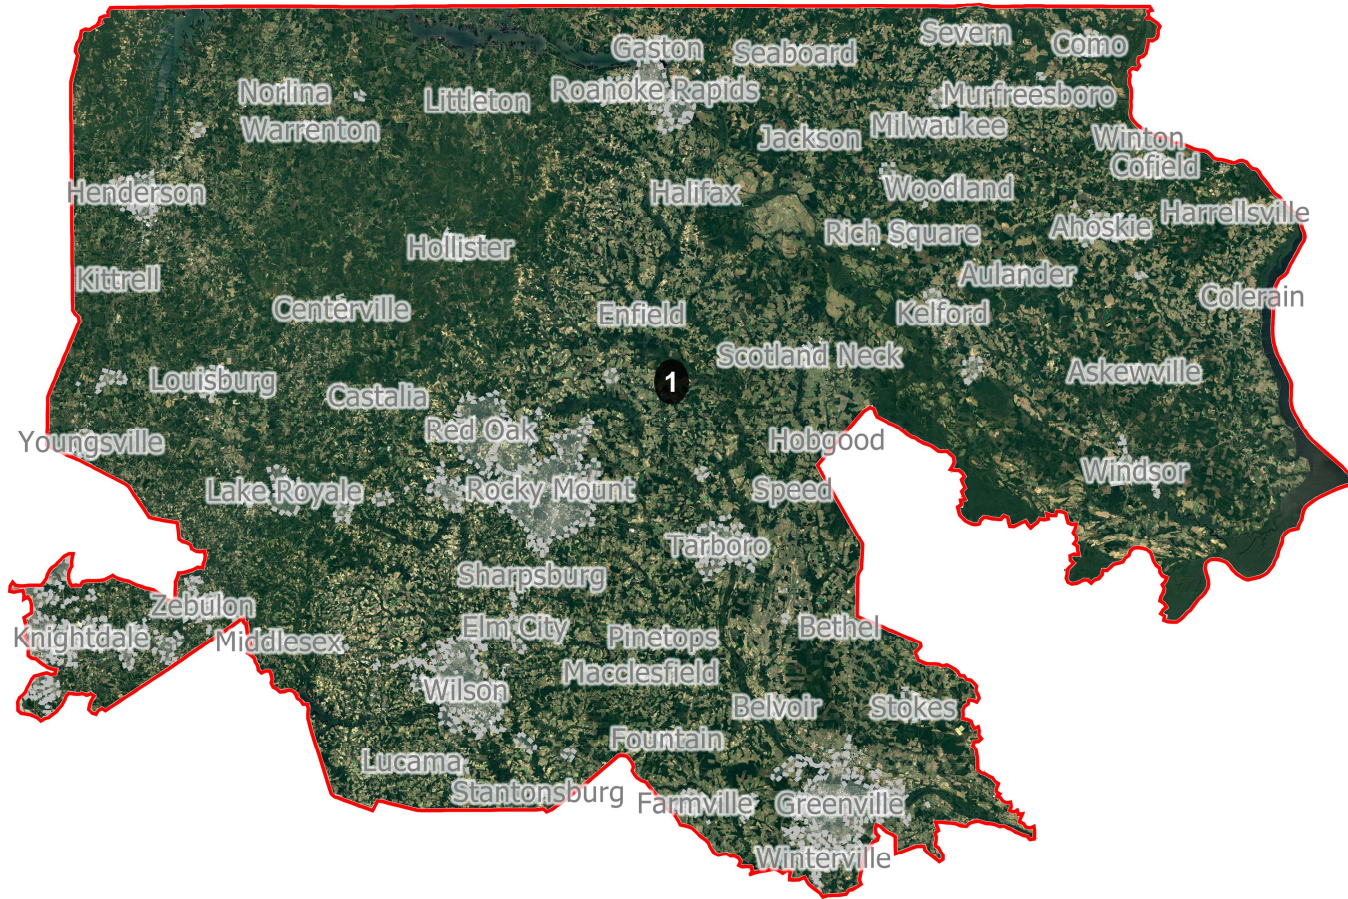 Severn
Como
Gaston
Seaboard
Norlina
Littleton
Roanoke Rapids
Murfreesboro
Warrenton
Jackson
Milwaukee
Winton
Cofield
Henderson
Halifax
Woodland
Harrellsville
Hollister
Rich Square
Ahoskie
Kittrell
Aulander
Centerville
Enfield
Kelford
Colerain
Scotland Neck
Louisburg
1
Askewville
Castalia
Youngsville
Red Oak
Hobgood
Windsor
Lake Royale
Rocky Mount
Speed
Tarboro
Sharpsburg
Zebulon
Knightdale
Middlesex
Elm City
Pinetops
Bethel
Macclesfield
Wilson
Belvoir
Stokes
Fountain
Lucama
Stantonsburg
Farmville
Greenville
Winterville